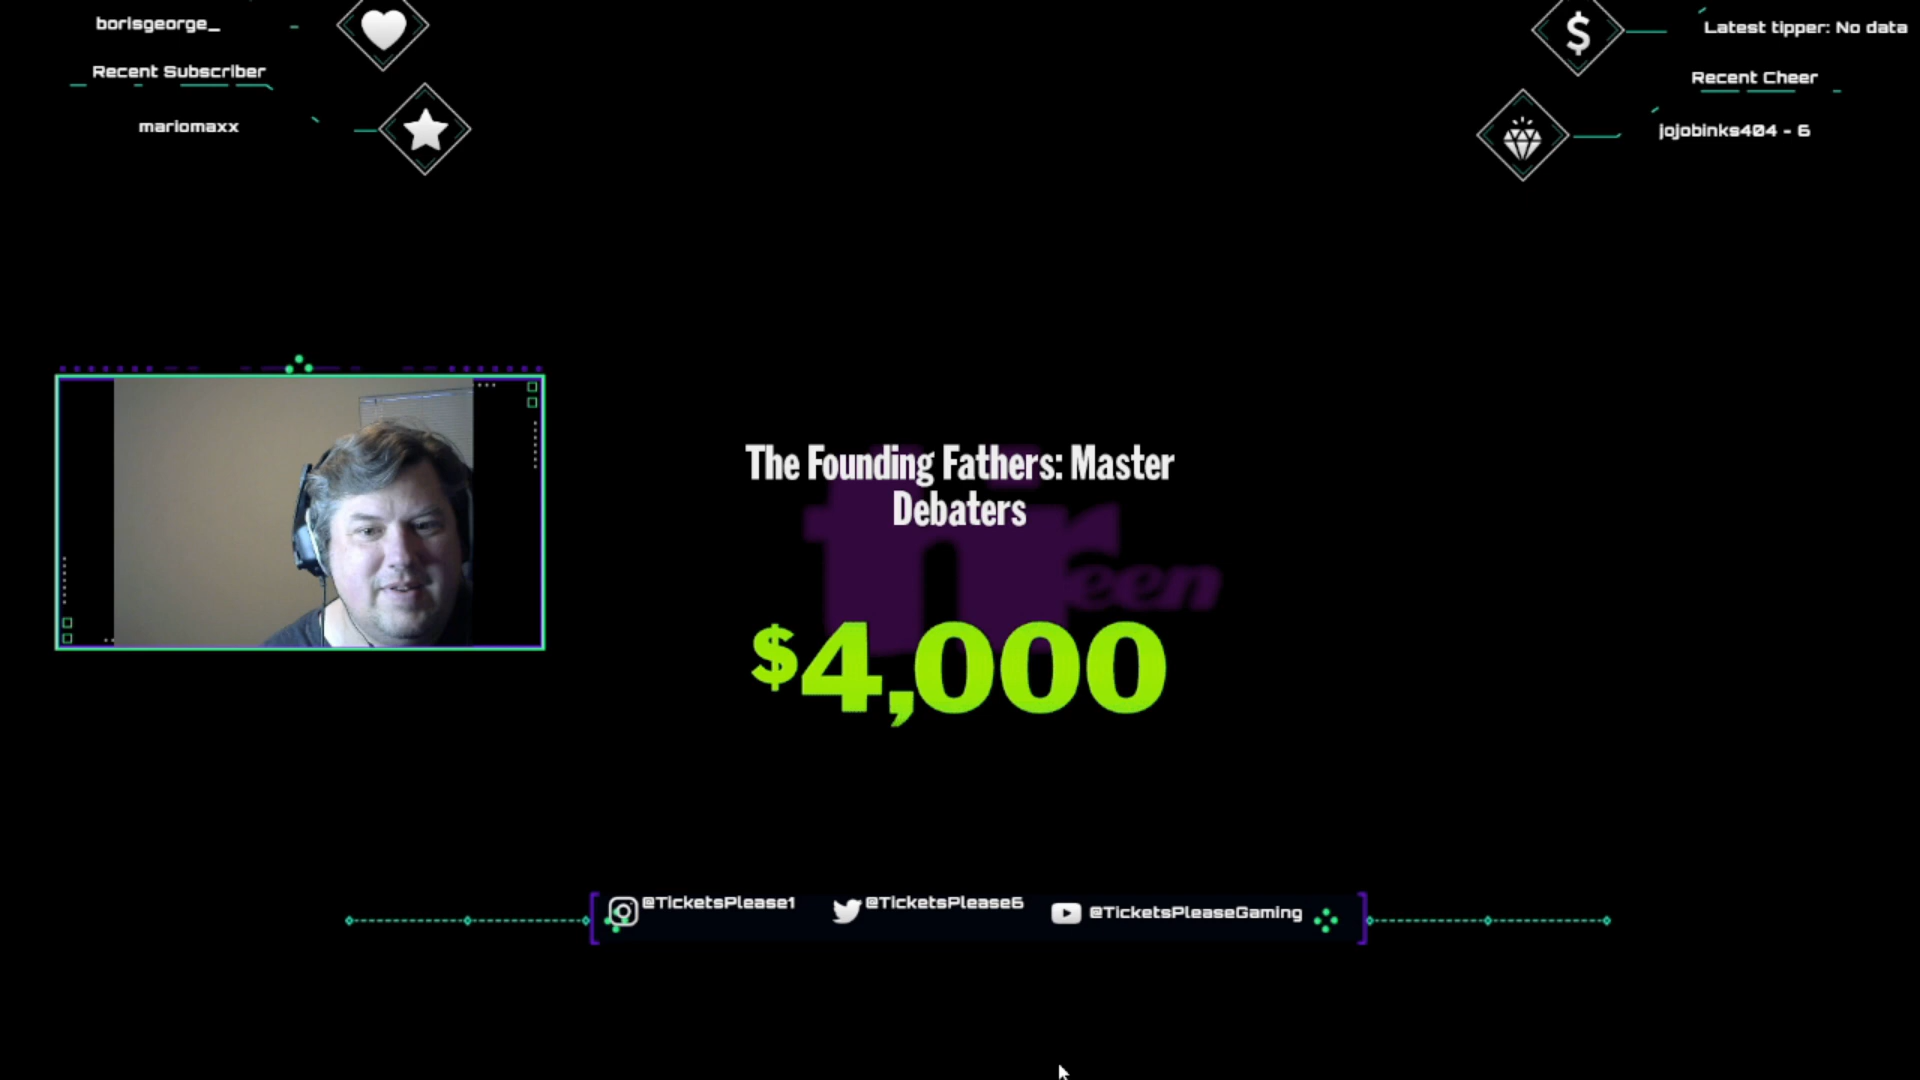 borisgeorge_
Recent Subscriber
mariomaxx
Latest tipper: No data
Recent Cheer
jojobinks404 - 6
The Founding Fathers: Master
Debaters
$4,000
@TicketsPlease1
@TicketsPlease6
@TicketsPleaseGaming